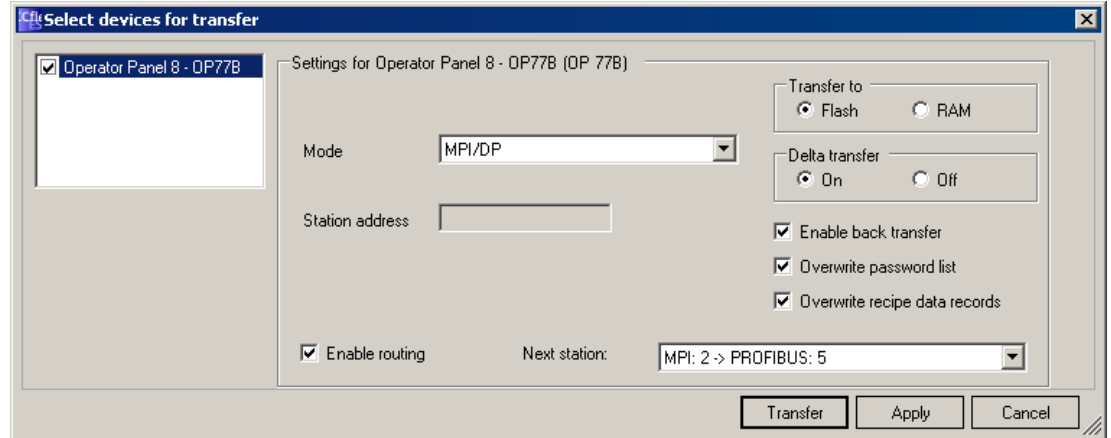 Select devices for transfer
Operator Panel 8 - OP77B
Settings for Operator Panel 8 - OP77B (OP 77B)
Transfer to
Flash RAM
Mode MPI/DP
Delta transfer
On Off
Station address
Enable back transfer
Overwrite password list
Overwrite recipe data records
Enable routing Next station: MPI: 2 -> PROFIBUS: 5
Transfer Apply Cancel